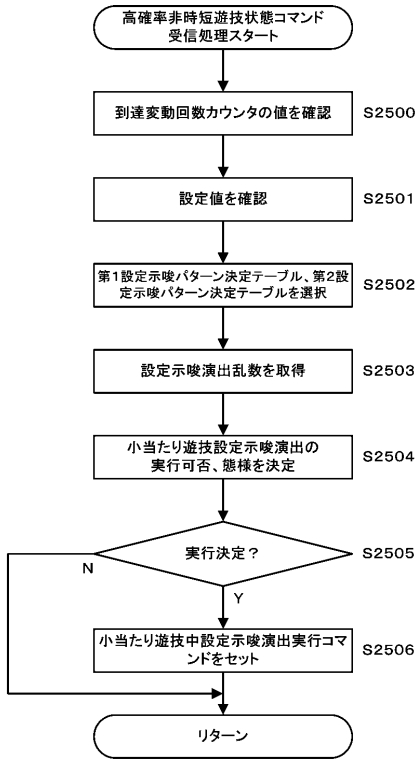 高確率非時短遊技状態コマンド
受信処理スタート
到達変動回数カウンタの値を確認
S2500
設定値を確認
S2501
第1設定示唆パターン決定テーブル、第2設
定示唆パターン決定テーブルを選択
S2502
設定示唆演出乱数を取得
S2503
小当たり遊技設定示唆演出の
実行可否、態様を決定
S2504
実行決定？
S2505
N
Y
小当たり遊技中設定示唆演出実行コマ
ンドをセット
S2506
リターン